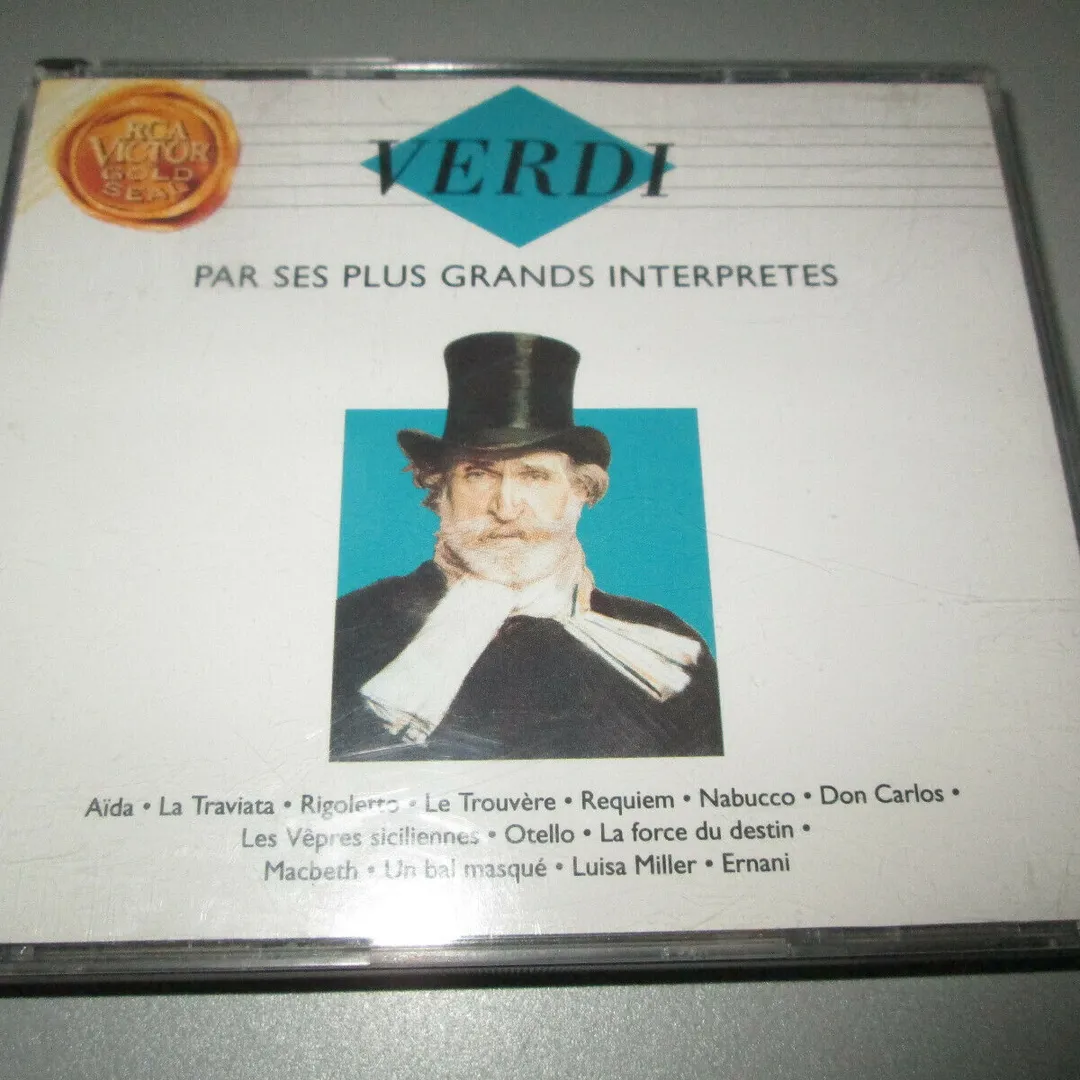 RCA
VICTOR
GOLD
SEAL
VERDI
PAR SES PLUS GRANDS INTERPRETES
Aïda • La Traviata • Rigoletto • Le Trouvère • Requiem • Nabucco • Don Carlos •
Les Vêpres siciliennes • Otello • La force du destin •
Macbeth • Un bal masqué • Luisa Miller • Ernani